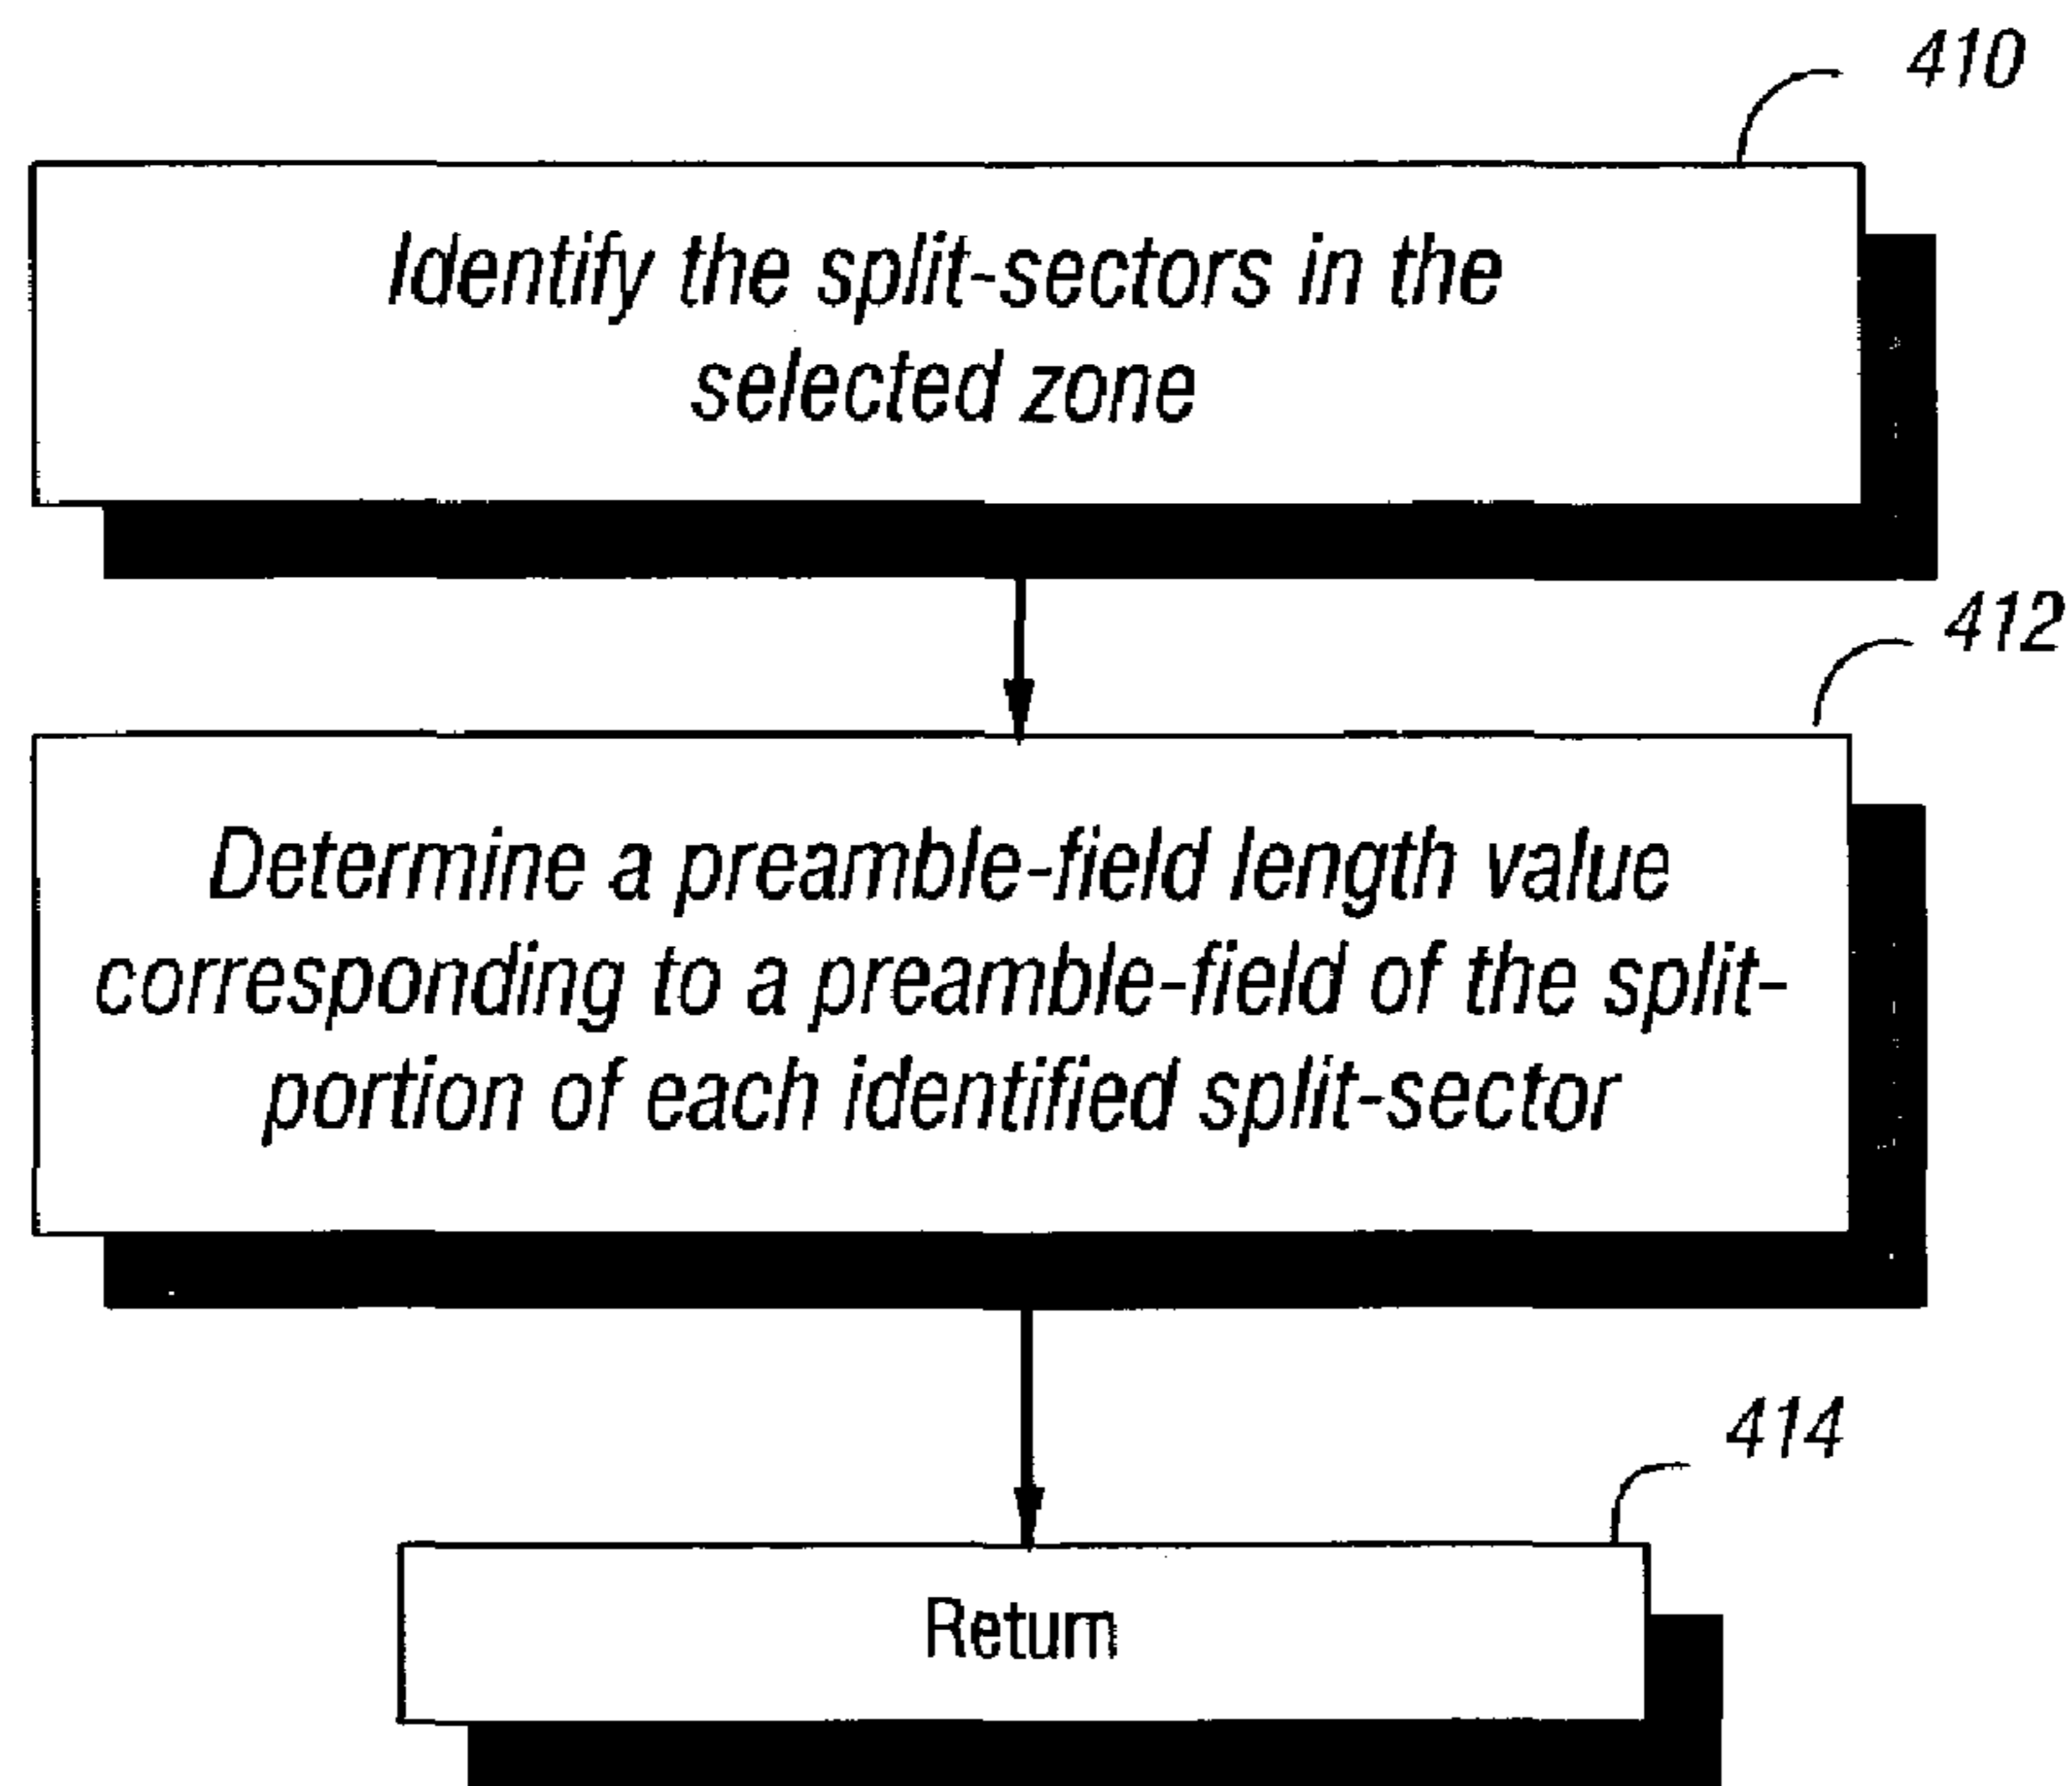 410
Identify the split-sectors in the
selected zone
412
Determine a preamble-field length value
corresponding to a preamble-field of the split-
portion of each identified split-sector
414
Return